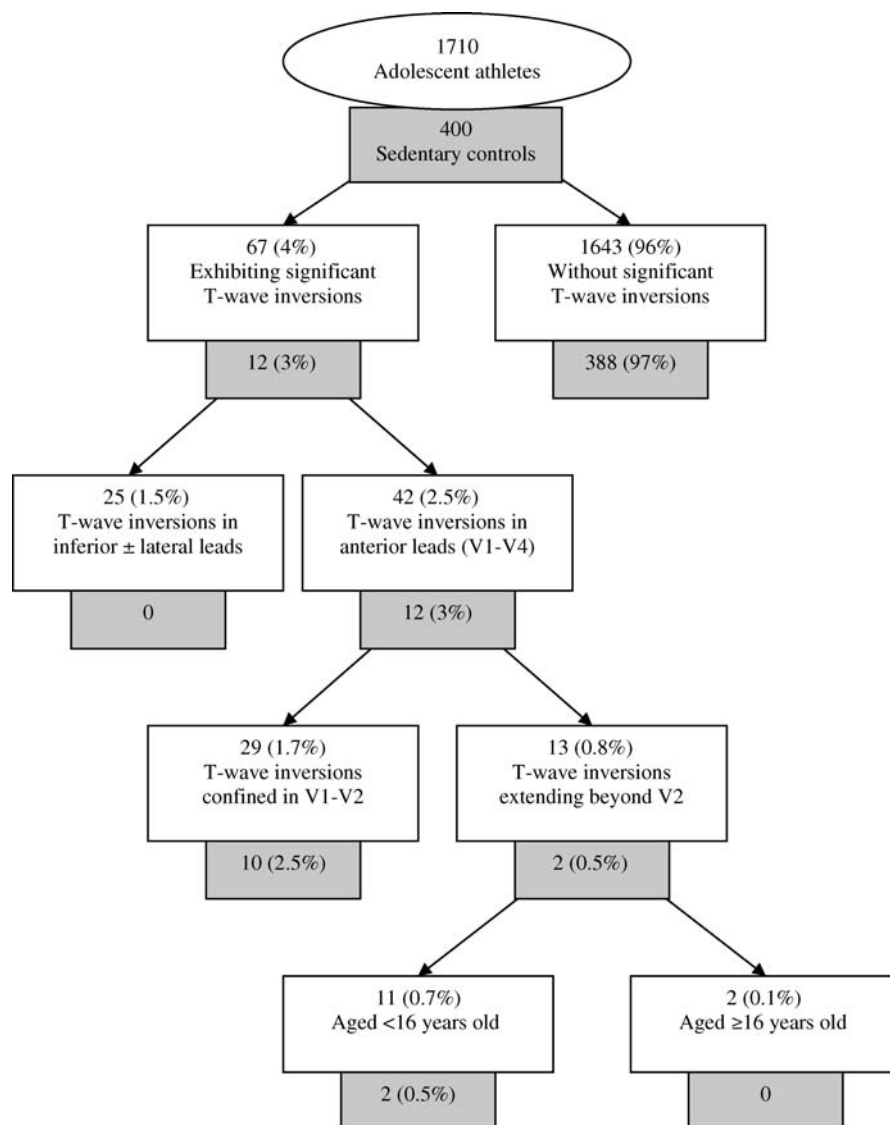 1710
Adolescent athletes
400
Sedentary controls
67 (4%)
Exhibiting significant
T-wave inversions
12 (3%)
1643 (96%)
Without significant
T-wave inversions
388 (97%)
25 (1.5%)
T-wave inversions in
inferior ± lateral leads
0
42 (2.5%)
T-wave inversions in
anterior leads (V1-V4)
12 (3%)
29 (1.7%)
T-wave inversions
confined in V1-V2
10 (2.5%)
13 (0.8%)
T-wave inversions
extending beyond V2
2 (0.5%)
11 (0.7%)
Aged <16 years old
2 (0.5%)
2 (0.1%)
Aged ≥16 years old
0